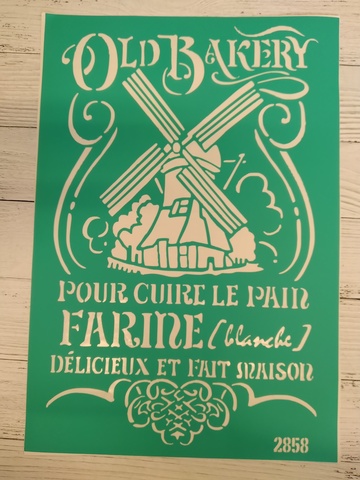 Old Bakery
POUR CUIRE LE PAIN
FARINE [blanche]
DÉLICIEUX ET FAIT MAISON
2858